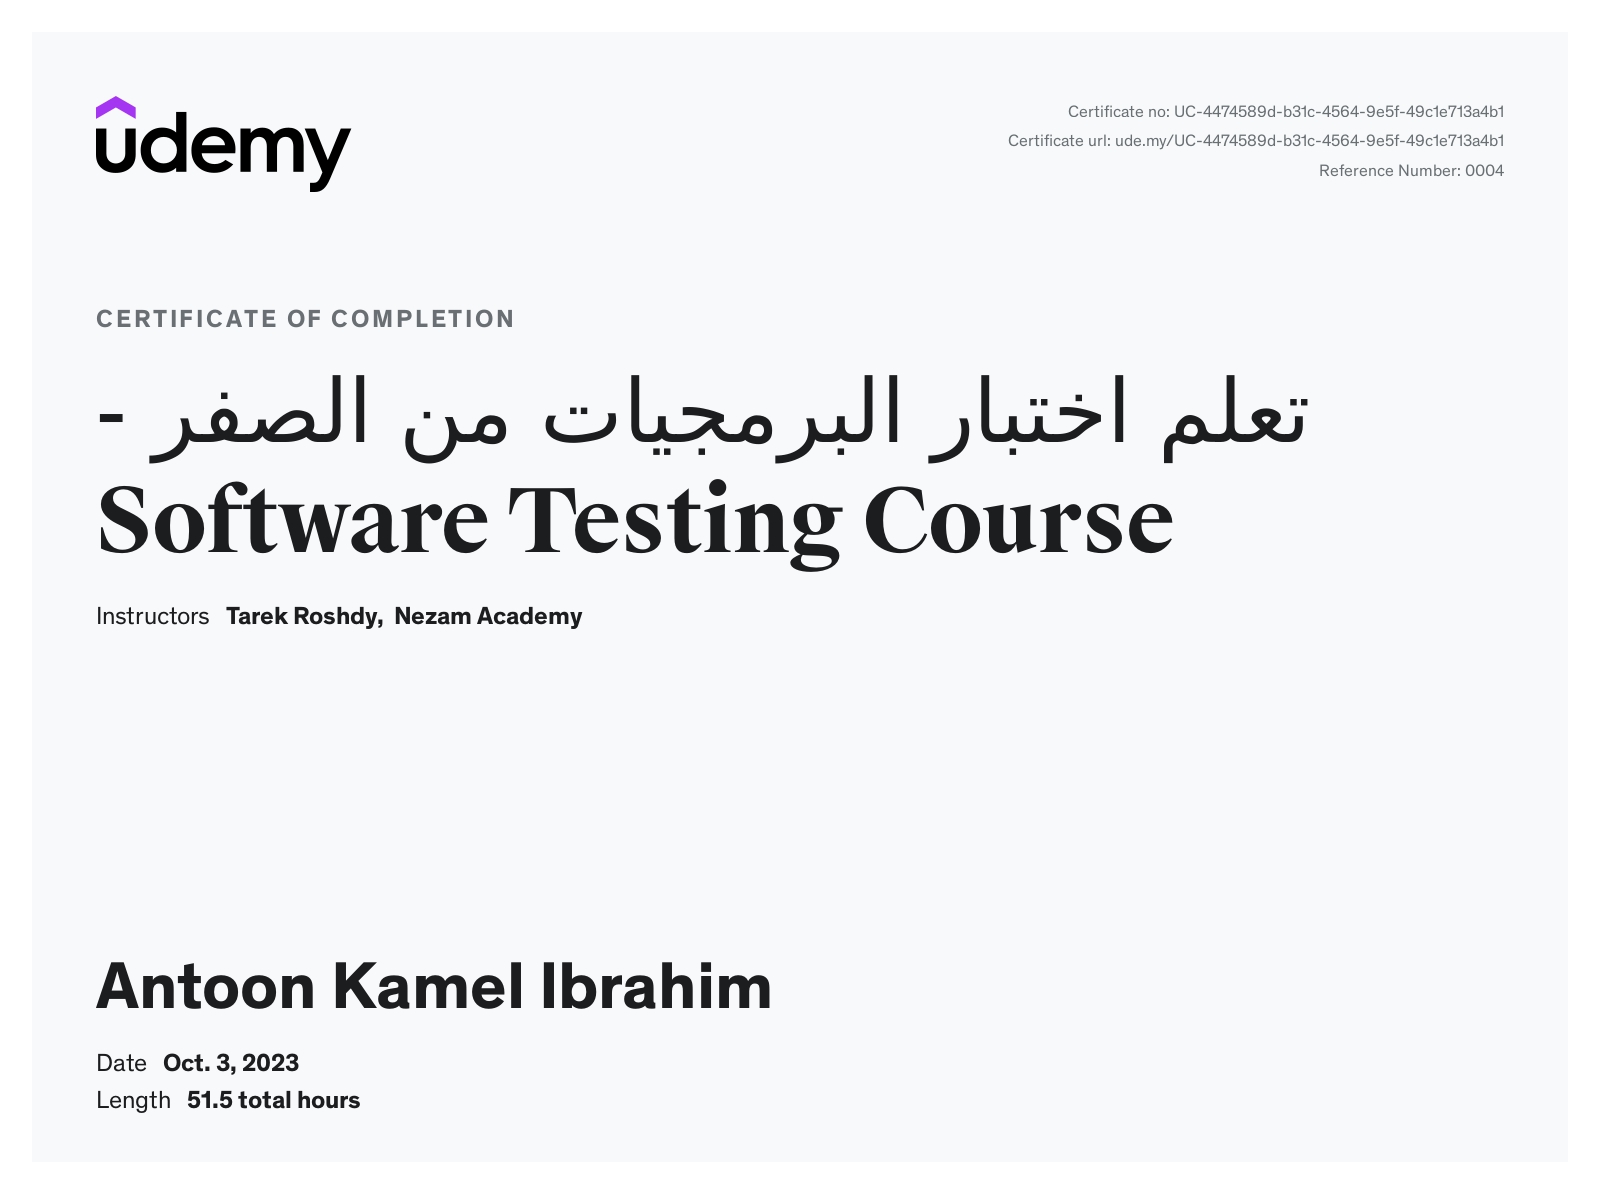 udemy
Certificate no: UC-4474589d-b31c-4564-9e5f-49c1e713a4b1
Certificate url: ude.my/UC-4474589d-b31c-4564-9e5f-49c1e713a4b1
Reference Number: 0004
CERTIFICATE OF COMPLETION
تعلم اختبار البرمجيات من الصفر -
Software Testing Course
Instructors Tarek Roshdy, Nezam Academy
Antoon Kamel Ibrahim
Date Oct. 3, 2023
Length 51.5 total hours